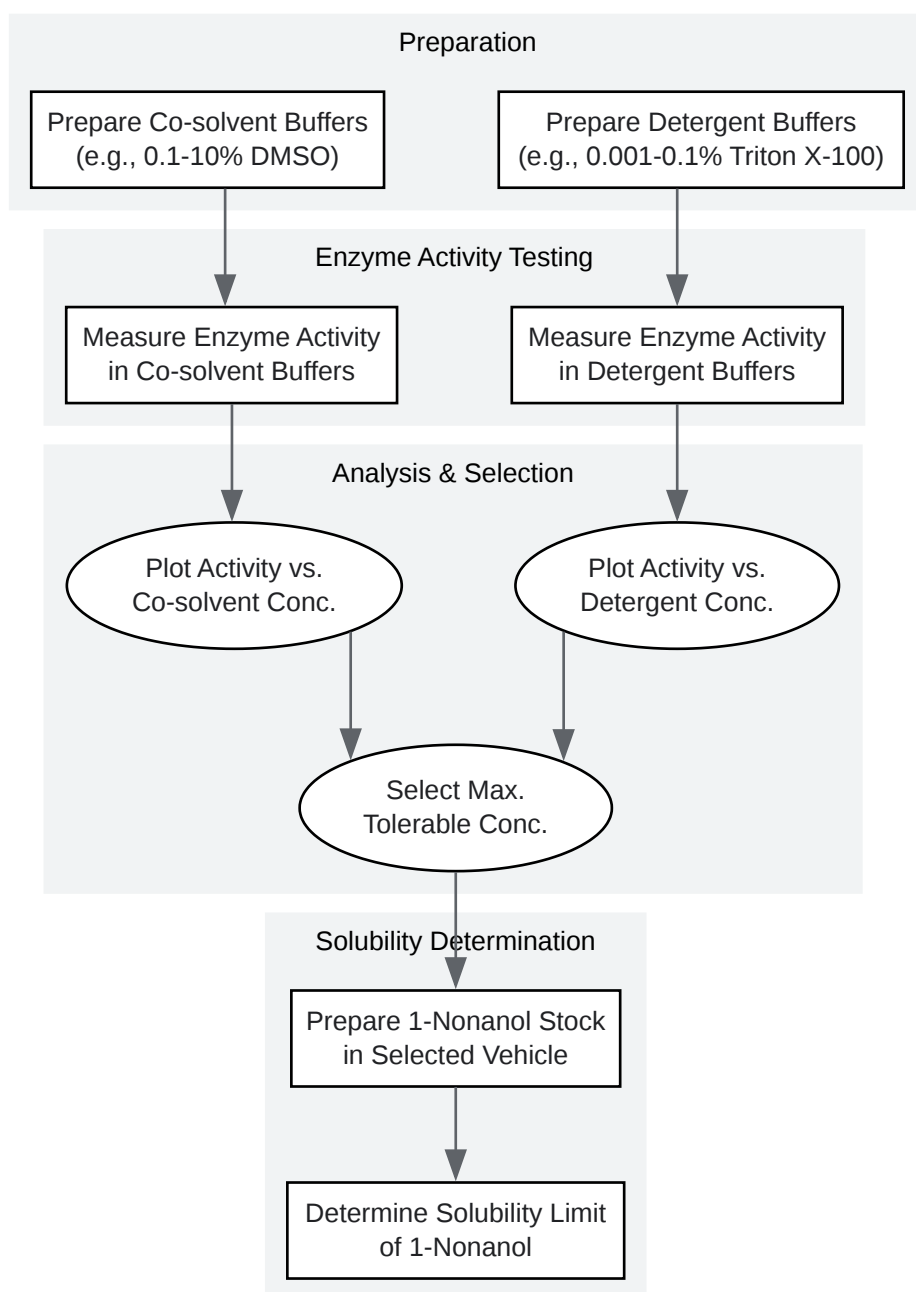 Preparation
Prepare Co-solvent Buffers
(e.g., 0.1-10% DMSO)
Prepare Detergent Buffers
(e.g., 0.001-0.1% Triton X-100)
Enzyme Activity Testing
Measure Enzyme Activity
in Co-solvent Buffers
Measure Enzyme Activity
in Detergent Buffers
Analysis & Selection
Plot Activity vs.
Co-solvent Conc.
Plot Activity vs.
Detergent Conc.
Select Max.
Tolerable Conc.
Solubility Determination
Prepare 1-Nonanol Stock
in Selected Vehicle
Determine Solubility Limit
of 1-Nonanol